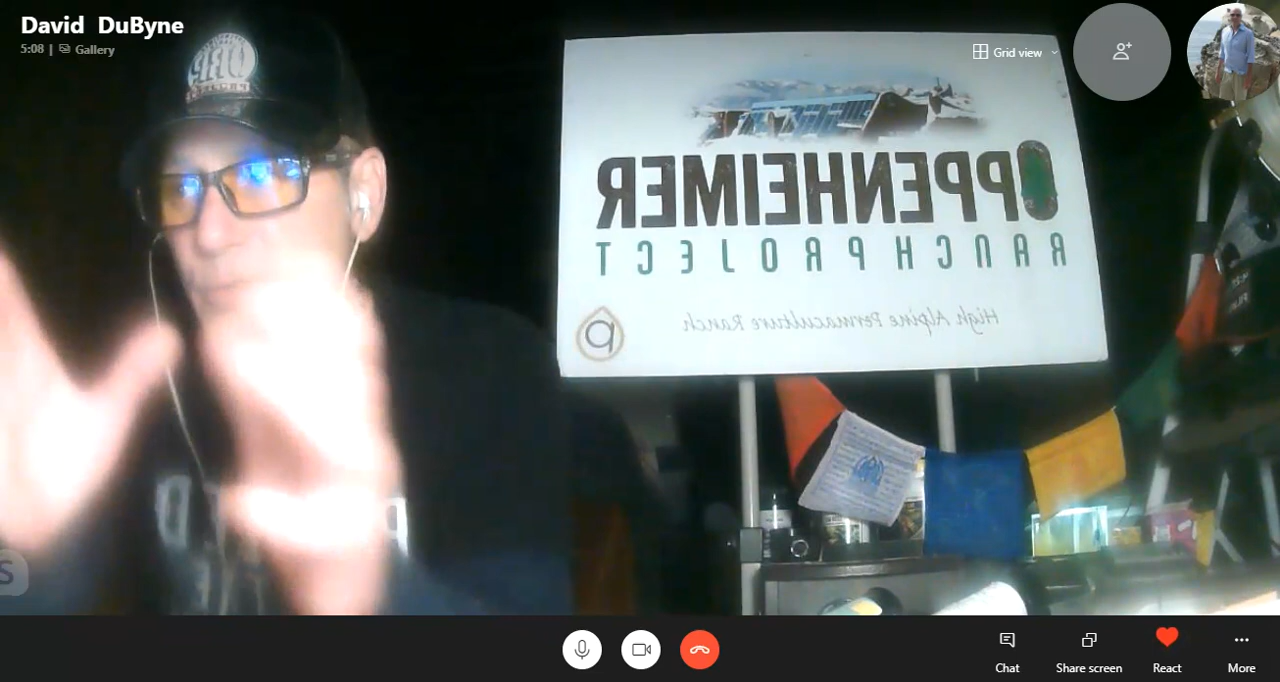 David DuByne
5:08 | Gallery
Grid view
OPPENHEIMER
RANCH PROJECT
High Alpine Permaculture Ranch
Chat
Share screen
React
More